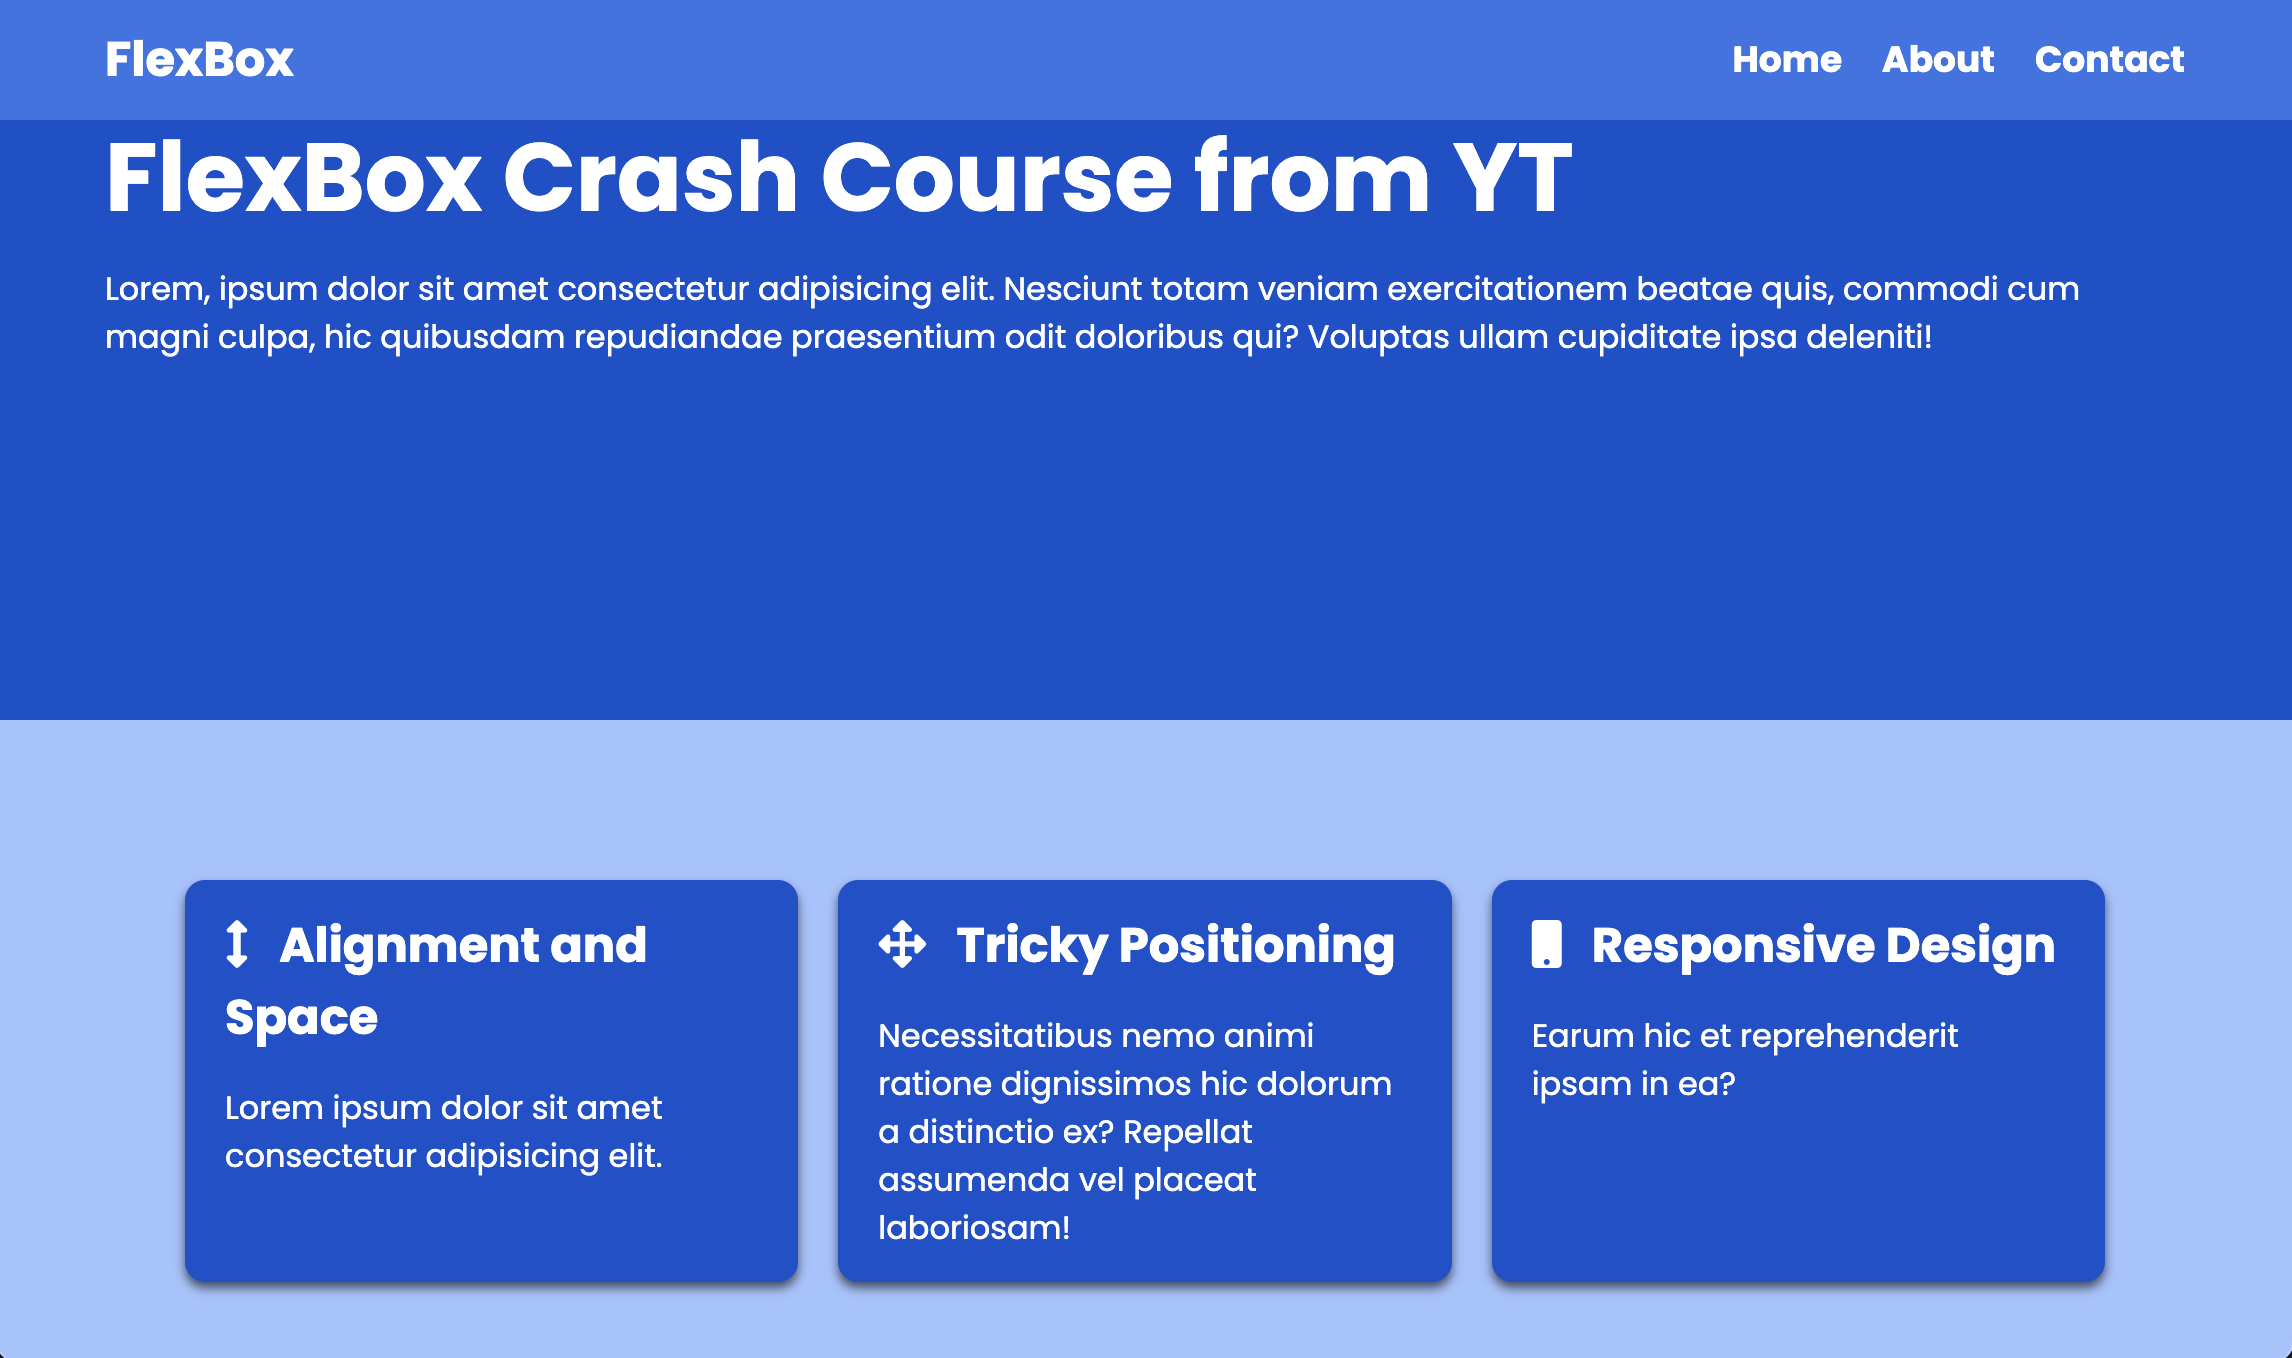 FlexBox
Home About Contact
FlexBox Crash Course from YT
Lorem, ipsum dolor sit amet consectetur adipisicing elit. Nesciunt totam veniam exercitationem beatae quis, commodi cum
magni culpa, hic quibusdam repudiandae praesentium odit doloribus qui? Voluptas ullam cupiditate ipsa deleniti!
Alignment and
Space
Lorem ipsum dolor sit amet
consectetur adipisicing elit.
Tricky Positioning
Necessitatibus nemo animi
ratione dignissimos hic dolorum
a distinctio ex? Repellat
assumenda vel placeat
laboriosam!
Responsive Design
Earum hic et reprehenderit
ipsam in ea?